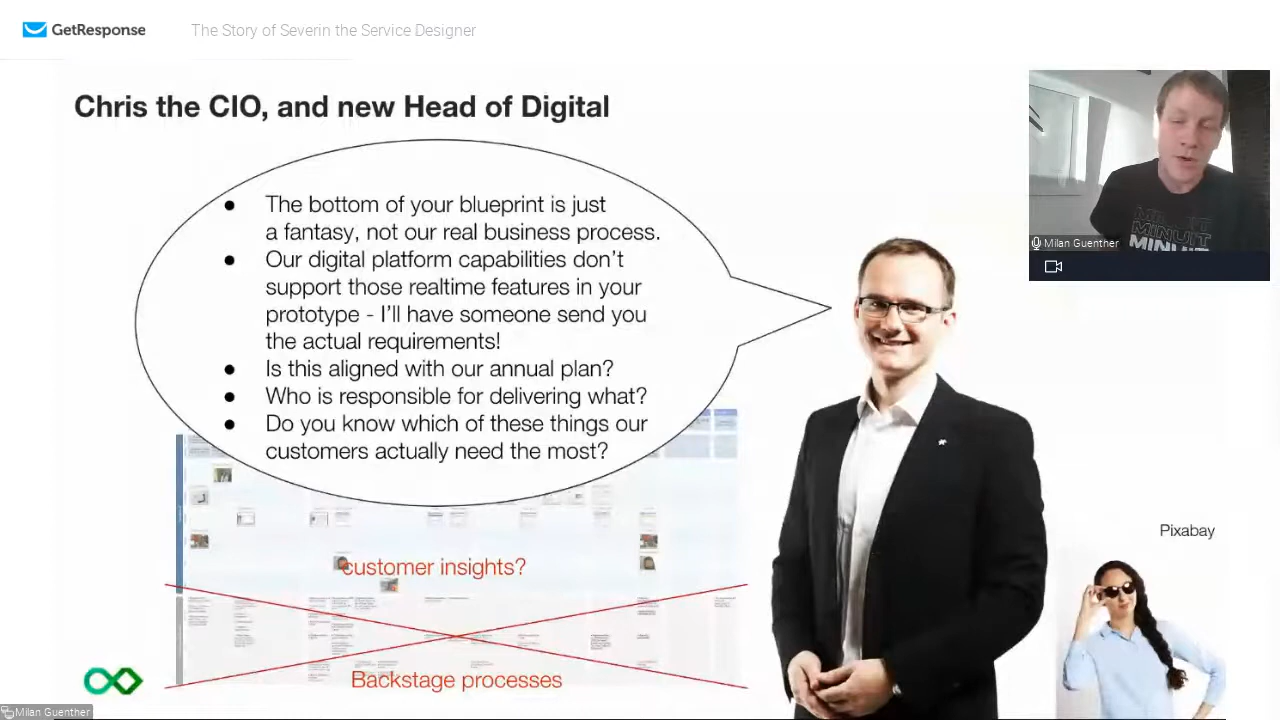 GetResponse
The Story of Severin the Service Designer
Chris the CIO, and new Head of Digital
• The bottom of your blueprint is just
a fantasy, not our real business process.
• Our digital platform capabilities don't
support those realtime features in your
prototype - I'll have someone send you
the actual requirements!
• Is this aligned with our annual plan?
• Who is responsible for delivering what?
• Do you know which of these things our
customers actually need the most?
customer insights?
Backstage processes
Pixabay
MINUIT
MINUIT
MINUIT
Milan Guenther
Milan Guenther